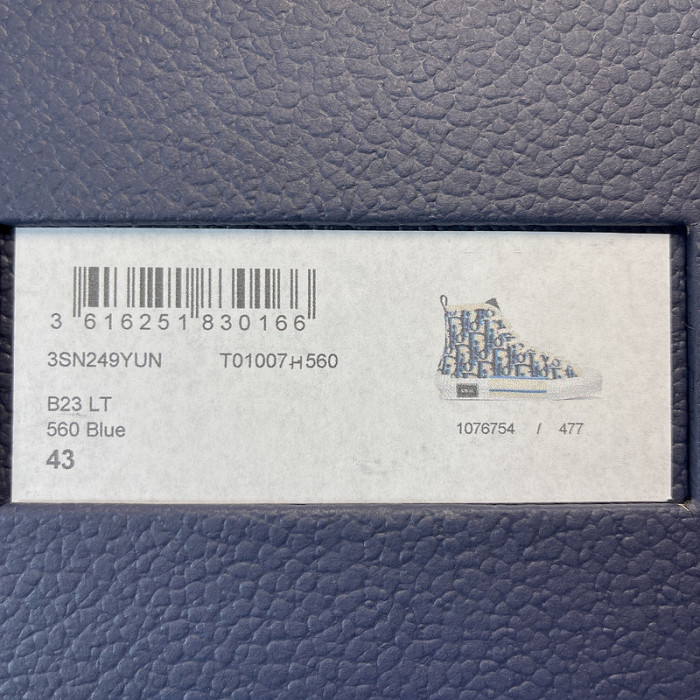 3 616251 830166
3SN249YUN T01007H560
B23 LT
560 Blue
43
1076754 / 477